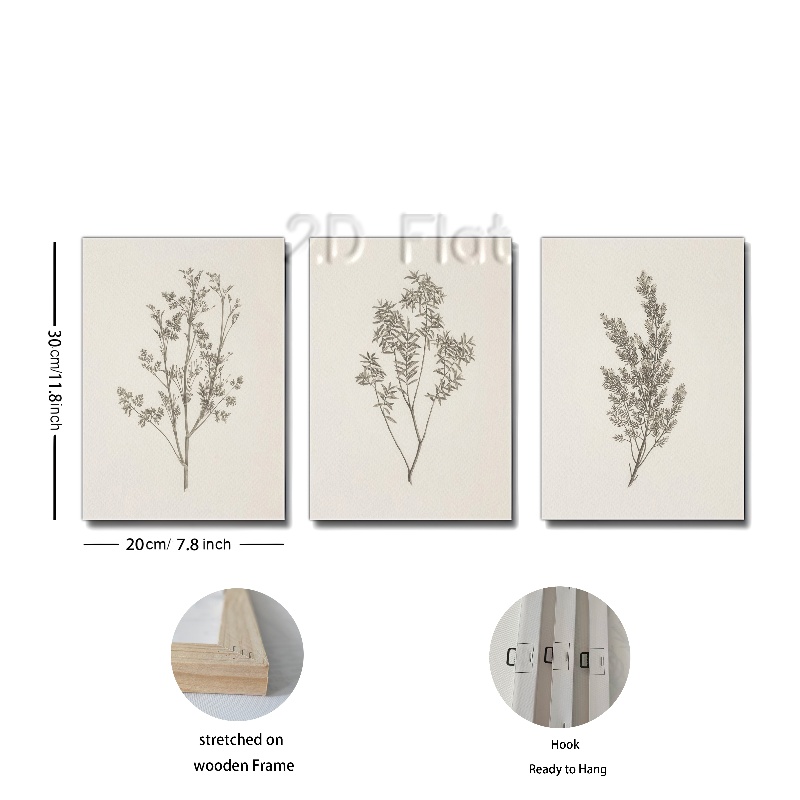 2D Flat
30cm/11.8inch
20cm/ 7.8 inch
stretched on
wooden Frame
Hook
Ready to Hang